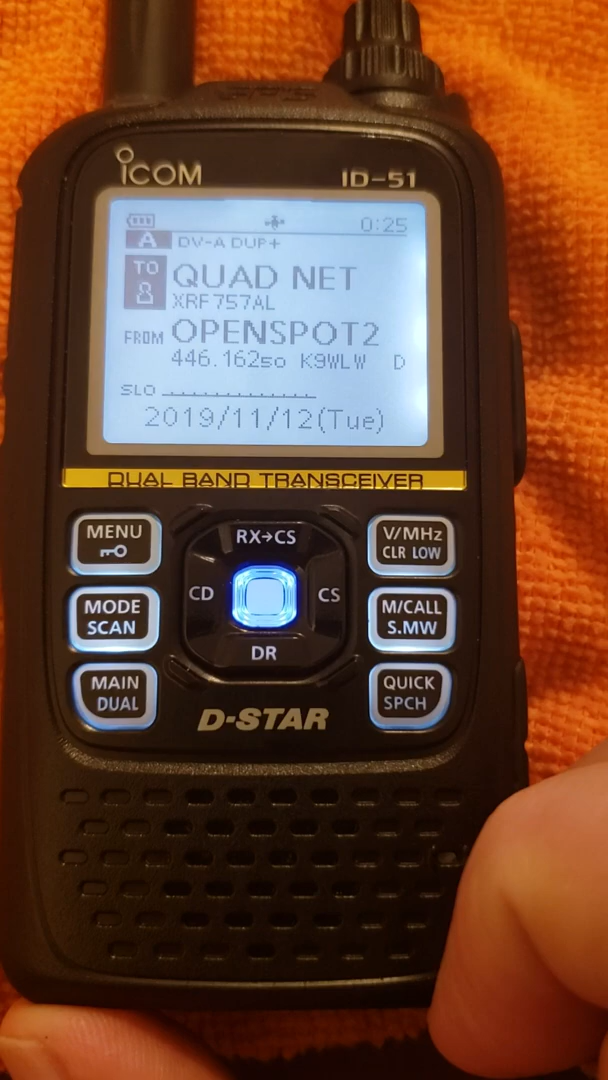 GPS
ICOM ID-51
0:25
A DV-A DUP+
TO QUAD NET
XRF757AL
FROM OPENSPOT2
446.16250 K9WLW D
SLO
2019/11/12(Tue)
DUAL BAND TRANSCEIVER
MENU RX→CS V/MHz
CLR LOW
CD CS
MODE M/CALL
SCAN S.MW
DR
MAIN QUICK
DUAL SPCH
D-STAR